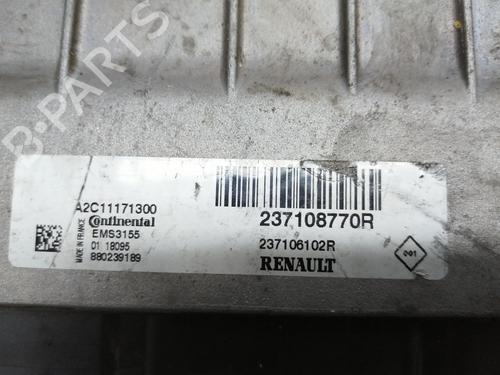 B-PARTS
A2C11171300
Continental
EMS3155
01 18095
880239189
MADE IN FRANCE
237108770R
237106102R
RENAULT
001